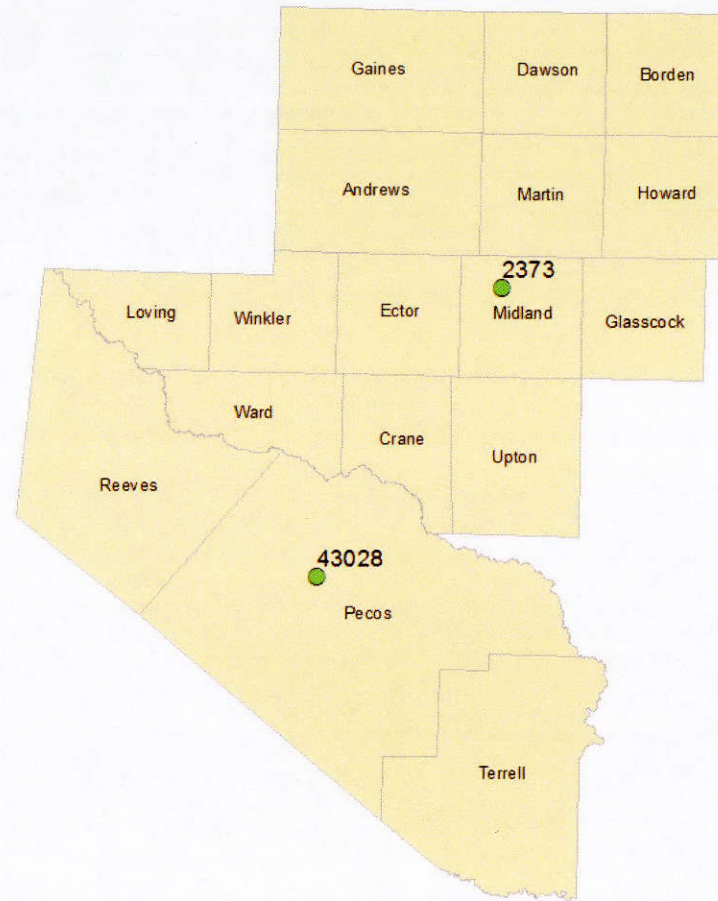 Gaines
Dawson
Borden
Andrews
Martin
Howard
2373
Loving
Winkler
Ector
Midland
Glasscock
Ward
Crane
Upton
Reeves
43028
Pecos
Terrell